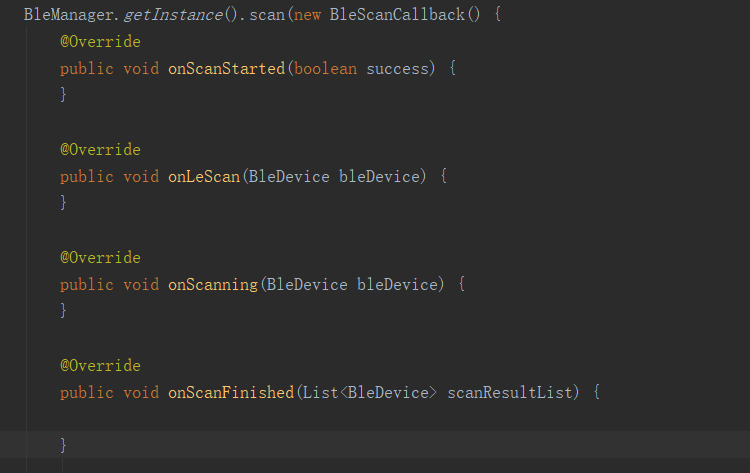 BleManager.getInstance().scan(new BleScanCallback() {
@Override
public void onScanStarted(boolean success) {
}
@Override
public void onLeScan(BleDevice bleDevice) {
}
@Override
public void onScanning(BleDevice bleDevice) {
}
@Override
public void onScanFinished(List<BleDevice> scanResultList) {
}